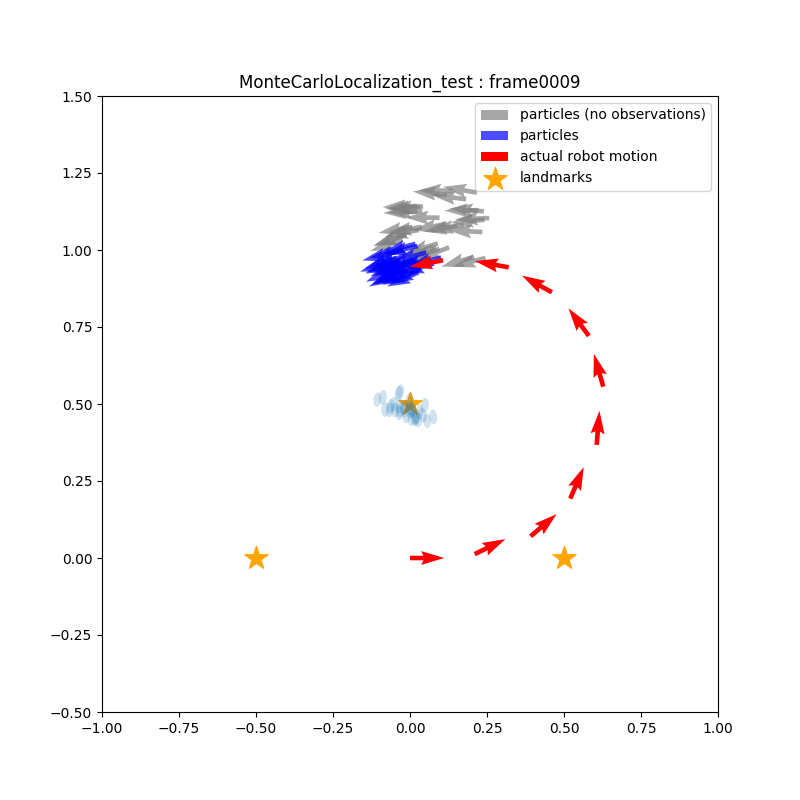 MonteCarloLocalization_test : frame0009
particles (no observations)
particles
actual robot motion
landmarks
1.50
1.25
1.00
0.75
0.50
0.25
0.00
−0.25
−0.50
−1.00 −0.75 −0.50 −0.25 0.00 0.25 0.50 0.75 1.00